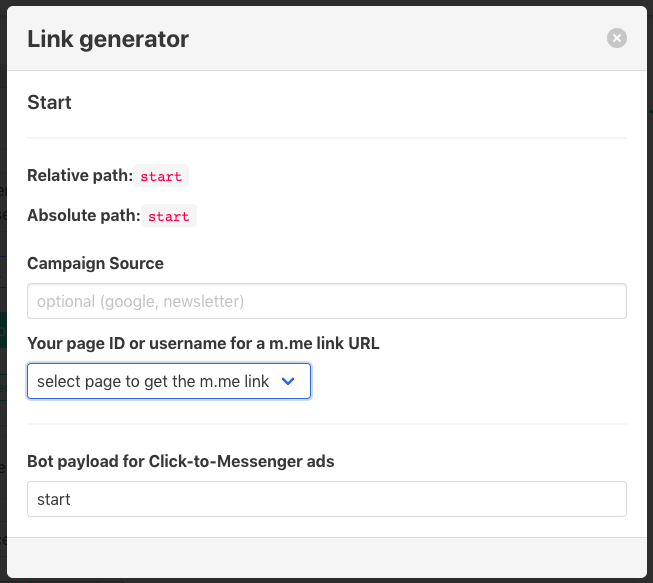 Link generator
Start
Relative path: start
Absolute path: start
Campaign Source
optional (google, newsletter)
Your page ID or username for a m.me link URL
select page to get the m.me link
Bot payload for Click-to-Messenger ads
start